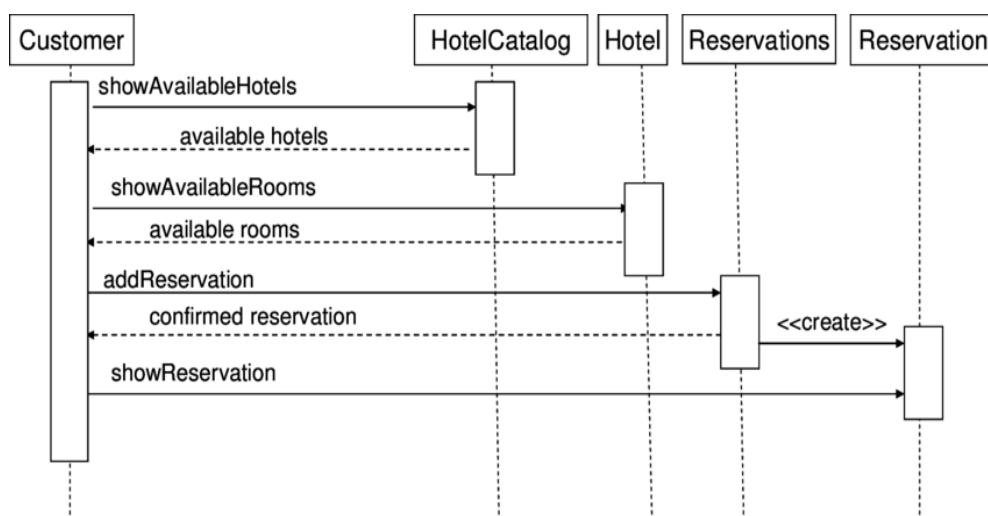 Customer
HotelCatalog
Hotel
Reservations
Reservation
showAvailableHotels
available hotels
showAvailableRooms
available rooms
addReservation
confirmed reservation
<<create>>
showReservation